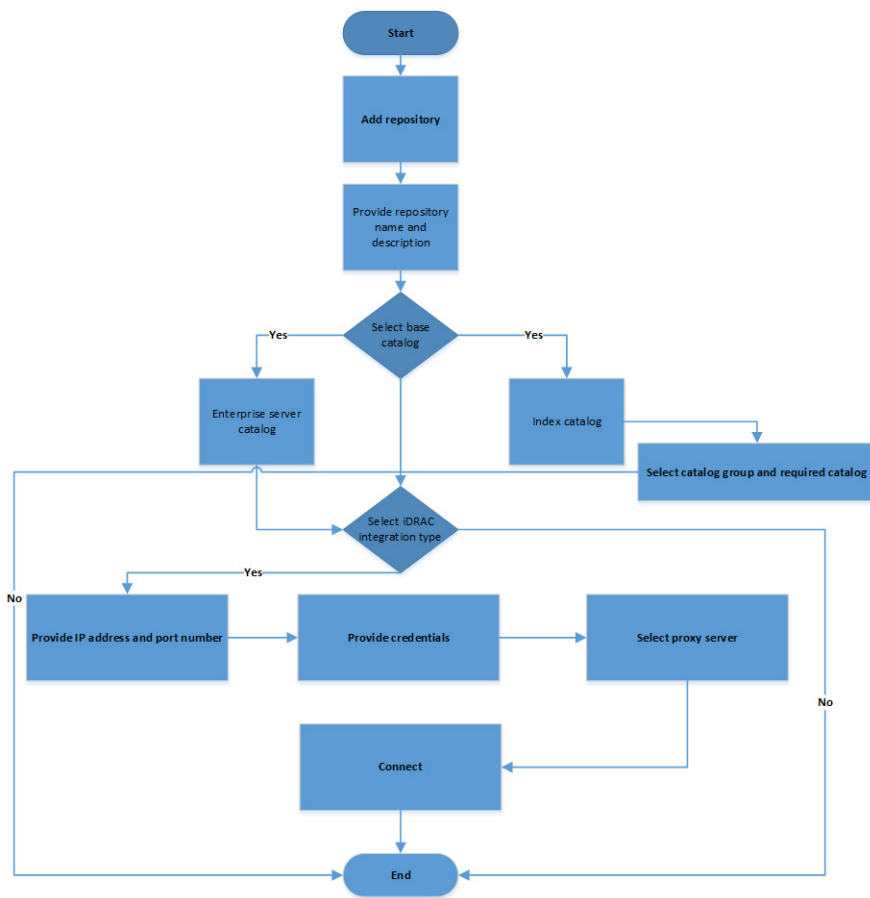 Start
Add repository
Provide repository
name and
description
Select base
catalog
Yes
Yes
Enterprise server
catalog
Index catalog
Select catalog group and required catalog
Select iDRAC
integration type
Yes
No
Provide IP address and port number
Provide credentials
Select proxy server
No
Connect
End